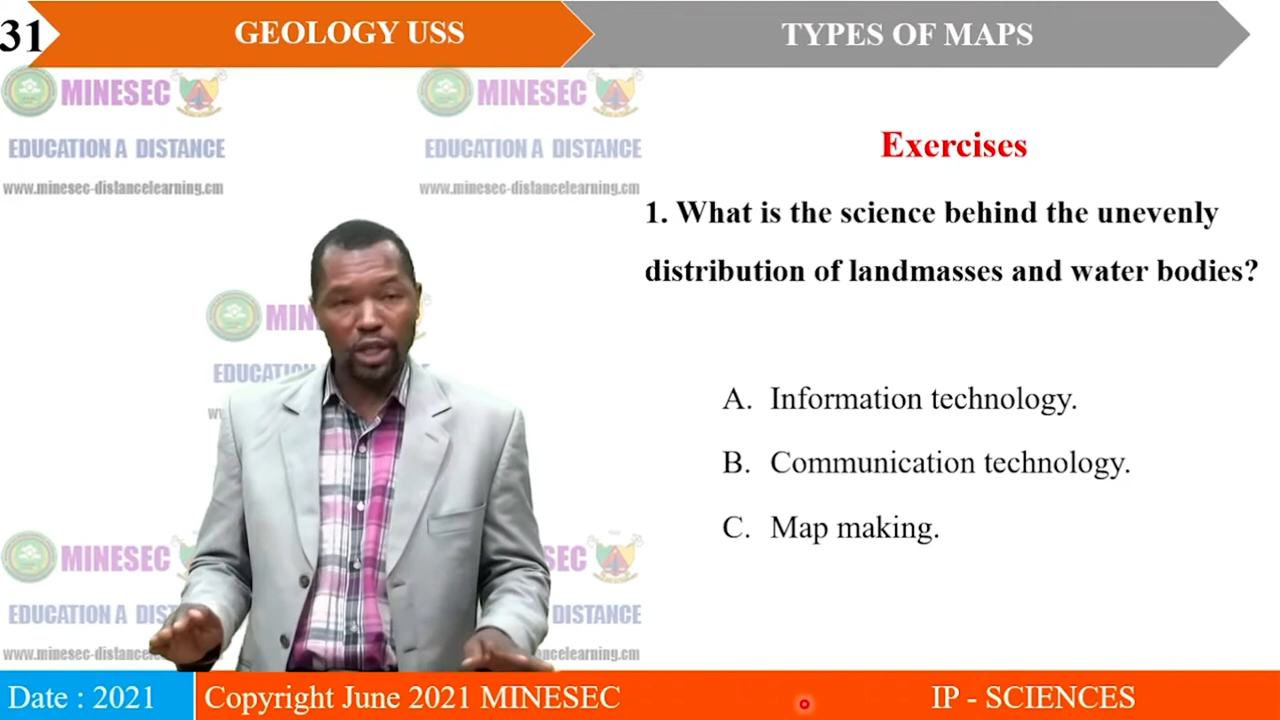 31
GEOLOGY USS
TYPES OF MAPS
MINESEC
EDUCATION A DISTANCE
www.minesec-distancelearning.cm
MINESEC
EDUCATION A DISTANCE
www.minesec-distancelearning.cm
Exercises
1. What is the science behind the unevenly
distribution of landmasses and water bodies?
A. Information technology.
B. Communication technology.
C. Map making.
MINESEC
EDUCATION A
DISTANCE
Date : 2021
Copyright June 2021 MINESEC
IP - SCIENCES